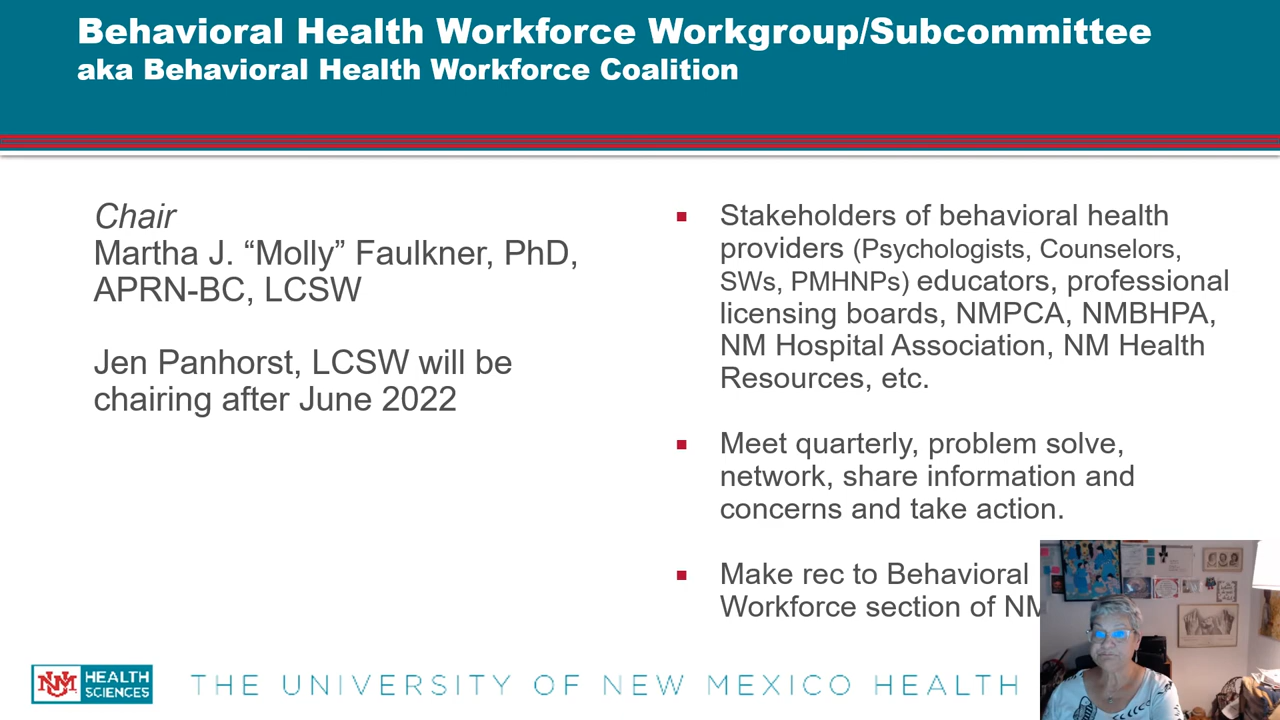 Behavioral Health Workforce Workgroup/Subcommittee
aka Behavioral Health Workforce Coalition
Chair
Martha J. “Molly” Faulkner, PhD,
APRN-BC, LCSW
Jen Panhorst, LCSW will be
chairing after June 2022
Stakeholders of behavioral health
providers (Psychologists, Counselors,
SWs, PMHNPs) educators, professional
licensing boards, NMPCA, NMBHPA,
NM Hospital Association, NM Health
Resources, etc.
Meet quarterly, problem solve,
network, share information and
concerns and take action.
Make rec to Behavioral
Workforce section of NM
UNM HEALTH
SCIENCES
THE UNIVERSITY OF NEW MEXICO HEALTH